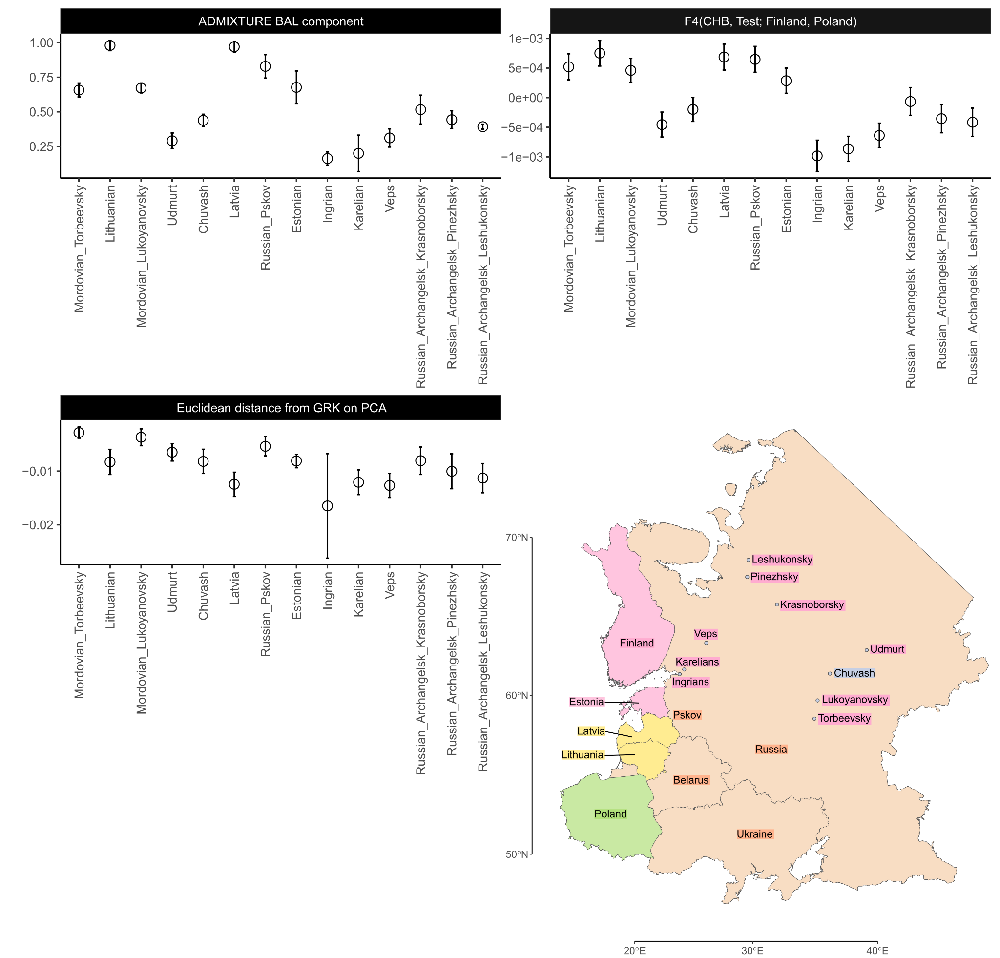 ADMIXTURE BAL component
1.00
0.75
0.50
0.25
Mordovian_Torbeevsky
Lithuanian
Mordovian_Lukoyanovsky
Udmurt
Chuvash
Latvia
Russian_Pskov
Estonian
Ingrian
Karelian
Veps
Russian_Archangelsk_Krasnoborsky
Russian_Archangelsk_Pinezhsky
Russian_Archangelsk_Leshukonsky
F4(CHB, Test; Finland, Poland)
1e−03
5e−04
0e+00
−5e−04
−1e−03
Mordovian_Torbeevsky
Lithuanian
Mordovian_Lukoyanovsky
Udmurt
Chuvash
Latvia
Russian_Pskov
Estonian
Ingrian
Karelian
Veps
Russian_Archangelsk_Krasnoborsky
Russian_Archangelsk_Pinezhsky
Russian_Archangelsk_Leshukonsky
Euclidean distance from GRK on PCA
−0.01
−0.02
Mordovian_Torbeevsky
Lithuanian
Mordovian_Lukoyanovsky
Udmurt
Chuvash
Latvia
Russian_Pskov
Estonian
Ingrian
Karelian
Veps
Russian_Archangelsk_Krasnoborsky
Russian_Archangelsk_Pinezhsky
Russian_Archangelsk_Leshukonsky
70°N
60°N
50°N
Leshukonsky
Pinezhsky
Krasnoborsky
Veps
Finland
Udmurt
Karelians
Chuvash
Ingrians
Lukoyanovsky
Estonia
Pskov
Torbeevsky
Latvia
Russia
Lithuania
Belarus
Poland
Ukraine
20°E
30°E
40°E